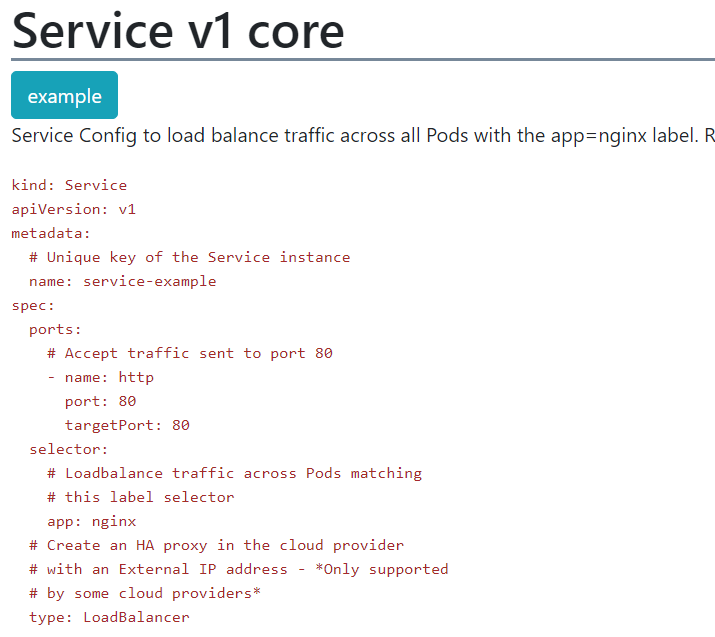 Service v1 core
example
Service Config to load balance traffic across all Pods with the app=nginx label. R
kind: Service
apiVersion: v1
metadata:
  # Unique key of the Service instance
  name: service-example
spec:
  ports:
    # Accept traffic sent to port 80
    - name: http
      port: 80
      targetPort: 80
  selector:
    # Loadbalance traffic across Pods matching
    # this label selector
    app: nginx
  # Create an HA proxy in the cloud provider
  # with an External IP address - *Only supported
  # by some cloud providers*
  type: LoadBalancer